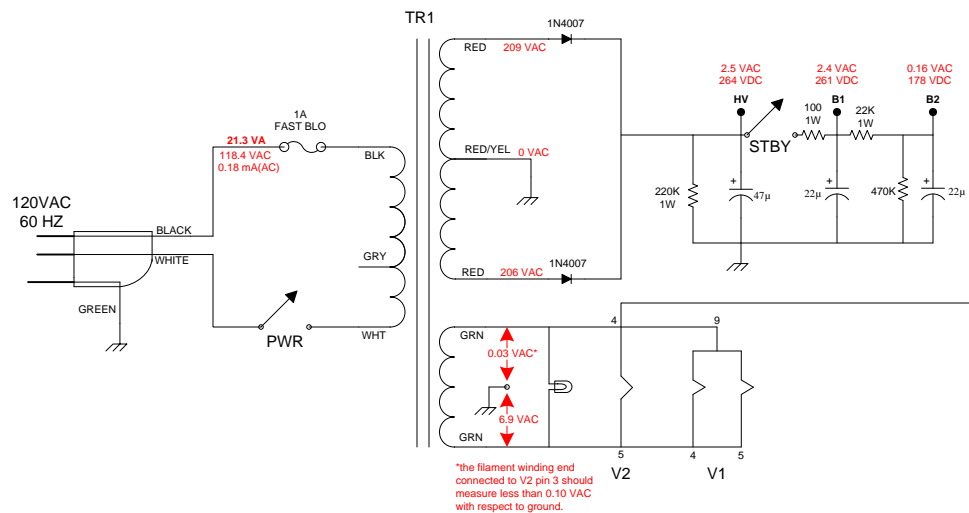 TR1
1N4007
RED
209 VAC
2.5 VAC
264 VDC
HV
2.4 VAC
261 VDC
B1
0.16 VAC
178 VDC
B2
1A
FAST BLO
100
1W
22K
1W
STBY
21.3 VA
118.4 VAC
0.18 mA(AC)
BLK
RED/YEL
0 VAC
120VAC
60 HZ
BLACK
WHITE
220K
1W
+
47µ
+
22µ
470K
+
22µ
GRY
1N4007
RED
206 VAC
GREEN
PWR
WHT
GRN
4
9
0.03 VAC*
6.9 VAC
GRN
5
4
5
V2
V1
*the filament winding end
connected to V2 pin 3 should
measure less than 0.10 VAC
with respect to ground.